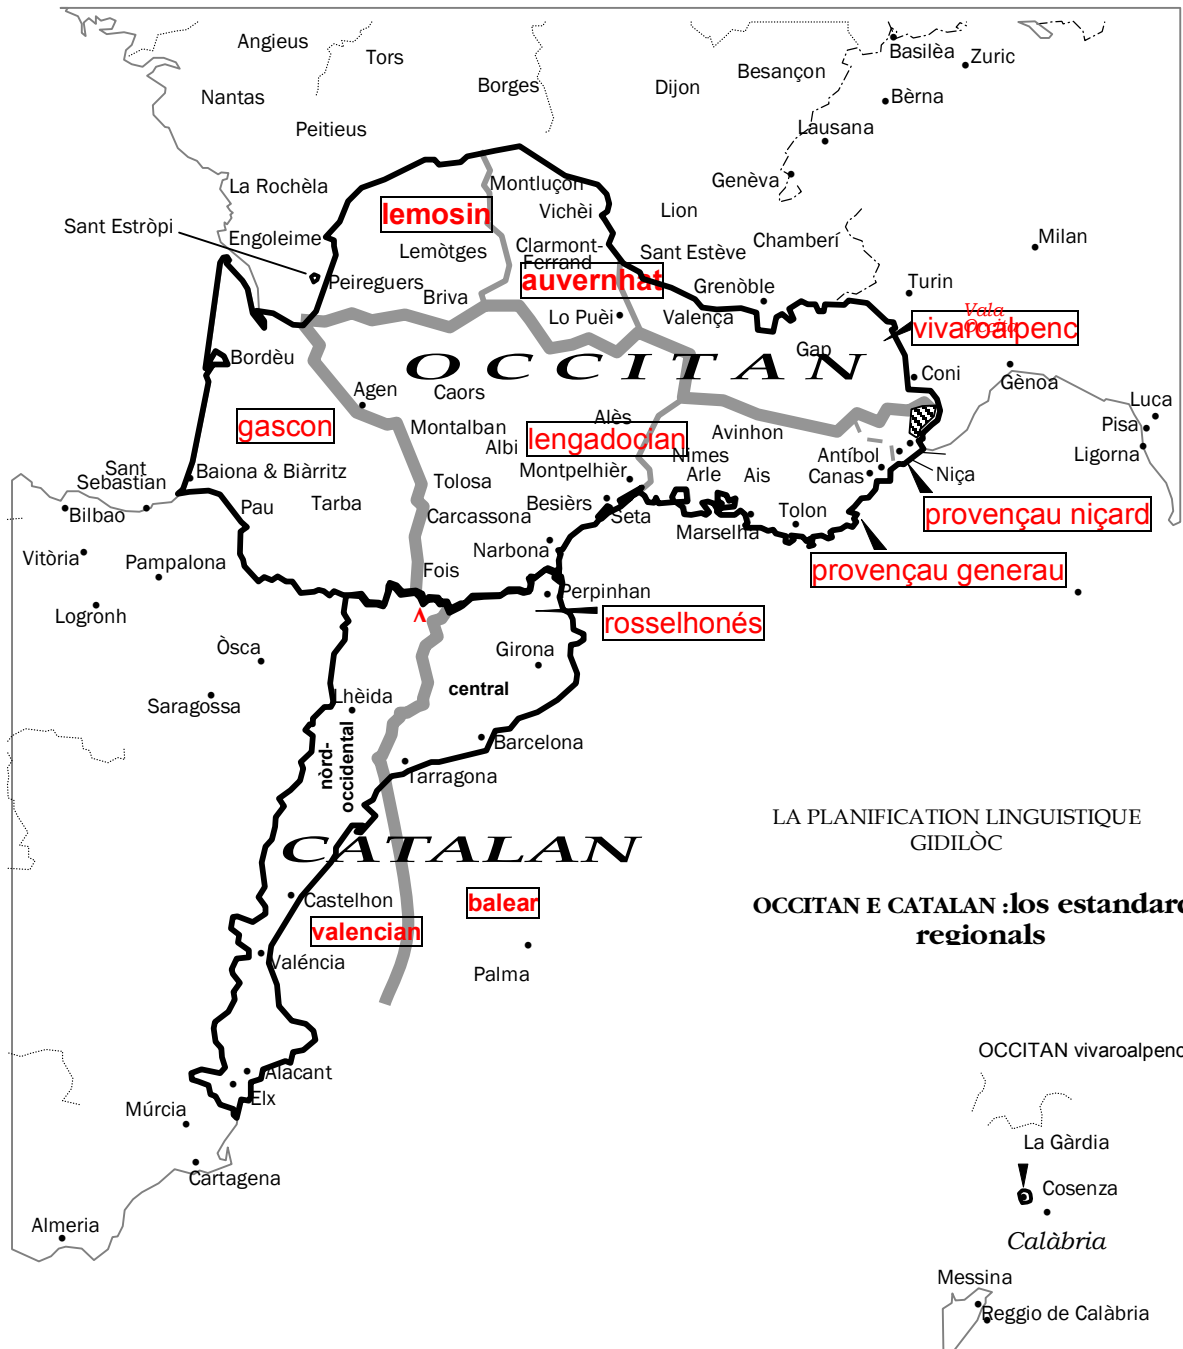 Angieus
Tors
Borges
Dijon
Besançon
Basilèa
Zuric
Nantas
Bèrna
Peitieus
Lausana
La Rochèla
Montluçon
Genèva
lemosin
Vichèi
Lion
Sant Estròpi
Engoleime
Lemòtges
Clarmont-
Ferrand
Sant Estève
Chamberí
Milan
auvernhat
Peireguers
Briva
Grenòble
Turin
Lo Puèi
Valença
Vala
Occita
vivaroalpenc
Bordèu
OCCITAN
Gap
Coni
Gènoa
Agen
Caors
Luca
gascon
Montalban
Alès
Pisa
Albi
lengadocian
Avinhon
Ligorna
Sant
Sebastian
Baiona & Biàrritz
Tolosa
Montpelhièr
Nimes
Arle
Ais
Antíbol
Canas
Niça
Bilbao
Pau
Tarba
Carcassona
Besièrs
Seta
Marselha
Tolon
provençau niçard
Vitòria
Pampalona
Narbona
Fois
provençau generau
Logronh
Perpinhan
rosselhonés
Òsca
Girona
central
Saragossa
Lhèida
nòrd-
occidental
Barcelona
Tarragona
CATALAN
LA PLANIFICATION LINGUISTIQUE
GIDILÒC
Castelhon
balear
valencian
OCCITAN E CATALAN :los estandard
regionals
Valéncia
Palma
OCCITAN vivaroalpenc
Alacant
Elx
Múrcia
La Gàrdia
Cartagena
Cosenza
Almeria
Calàbria
Messina
Reggio de Calàbria